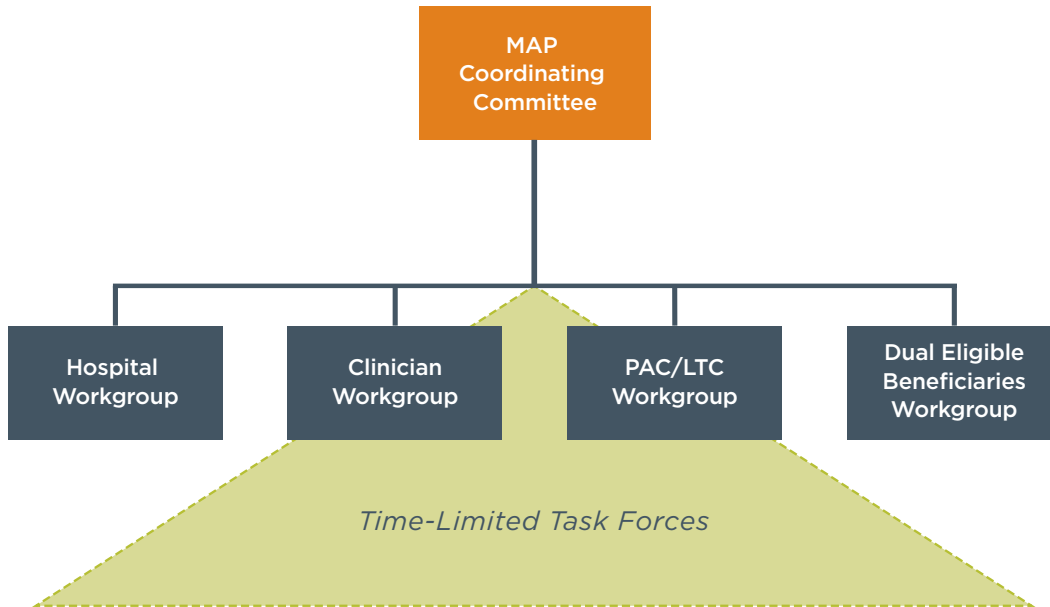 MAP
Coordinating
Committee
Hospital
Workgroup
Clinician
Workgroup
PAC/LTC
Workgroup
Dual Eligible
Beneficiaries
Workgroup
Time-Limited Task Forces